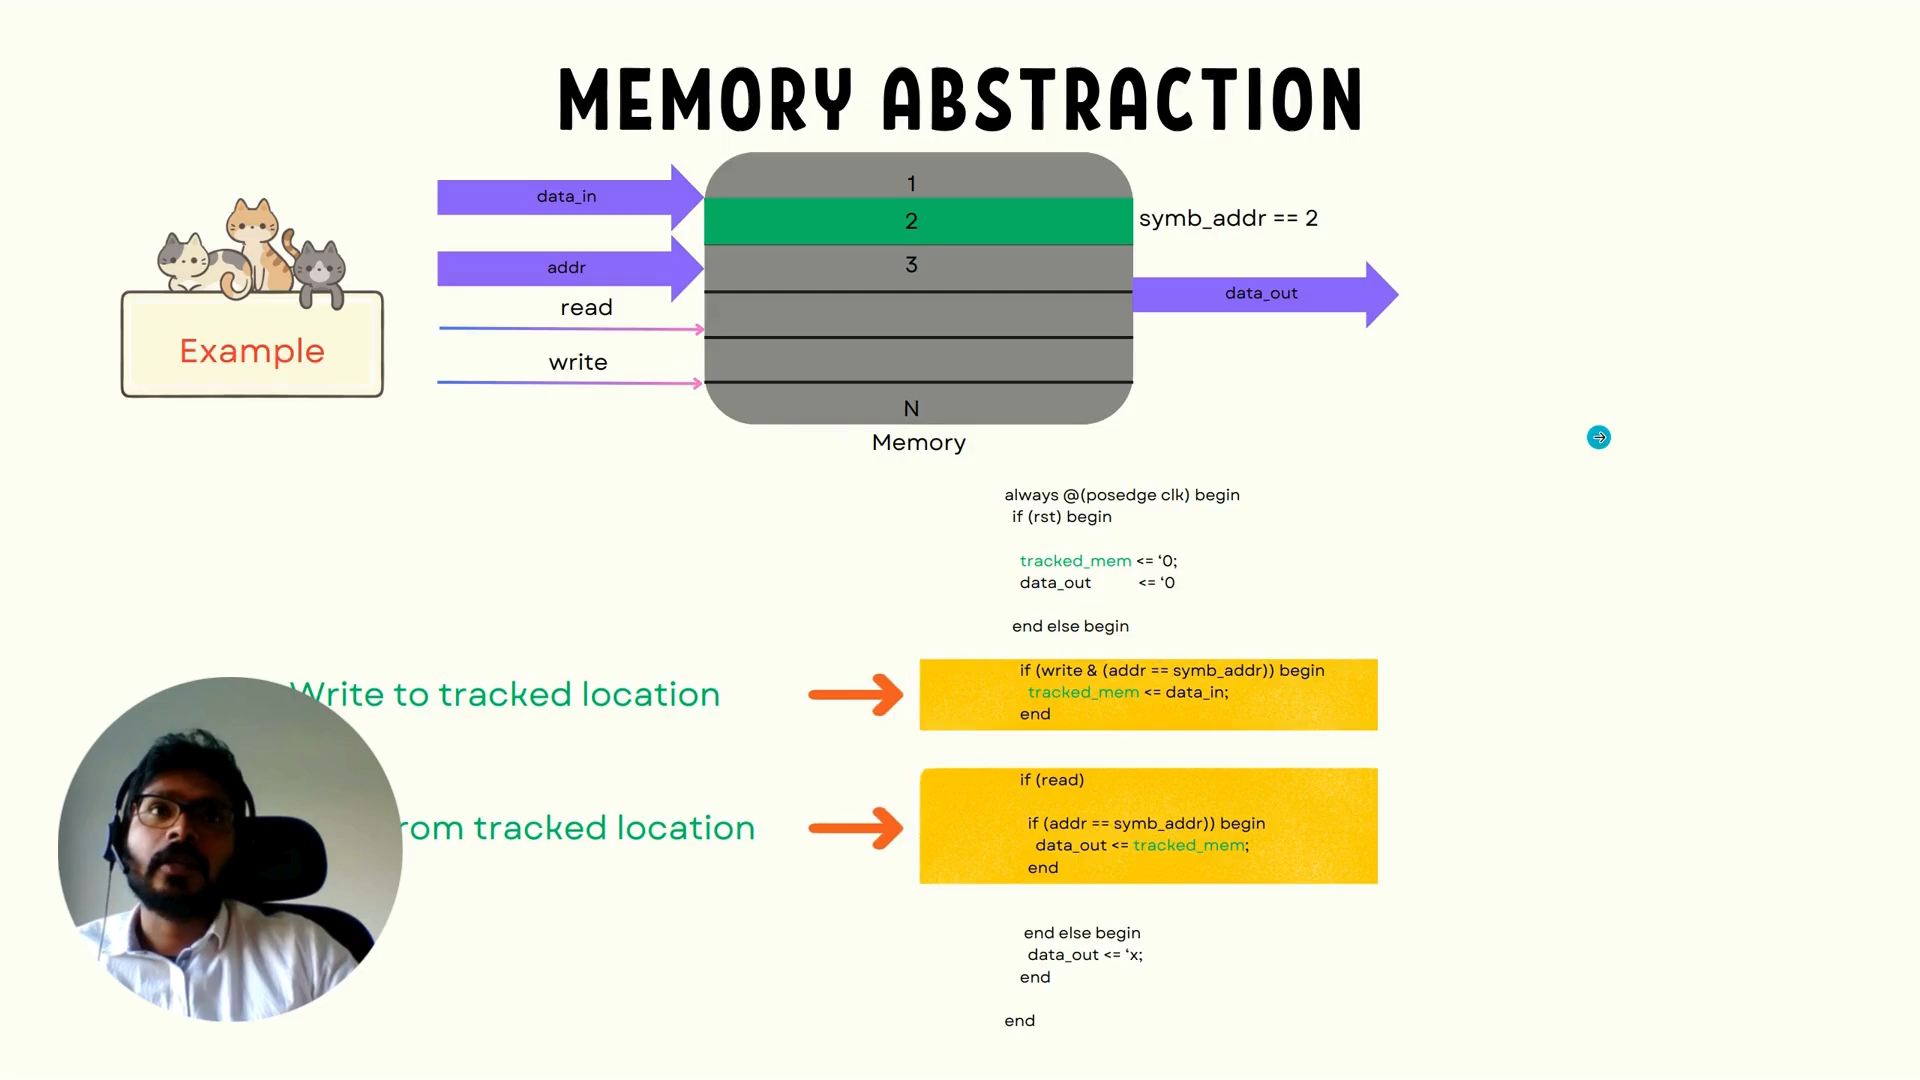 MEMORY ABSTRACTION
data_in
addr
read
write
Example
1
2
3
N
Memory
symb_addr == 2
data_out
always @(posedge clk) begin
if (rst) begin
tracked_mem <= ‘0;
data_out <= ‘0
end else begin
Write to tracked location
if (write & (addr == symb_addr)) begin
tracked_mem <= data_in;
end
tracked location
if (read)
if (addr == symb_addr)) begin
data_out <= tracked_mem;
end
end else begin
data_out <= ‘x;
end
end